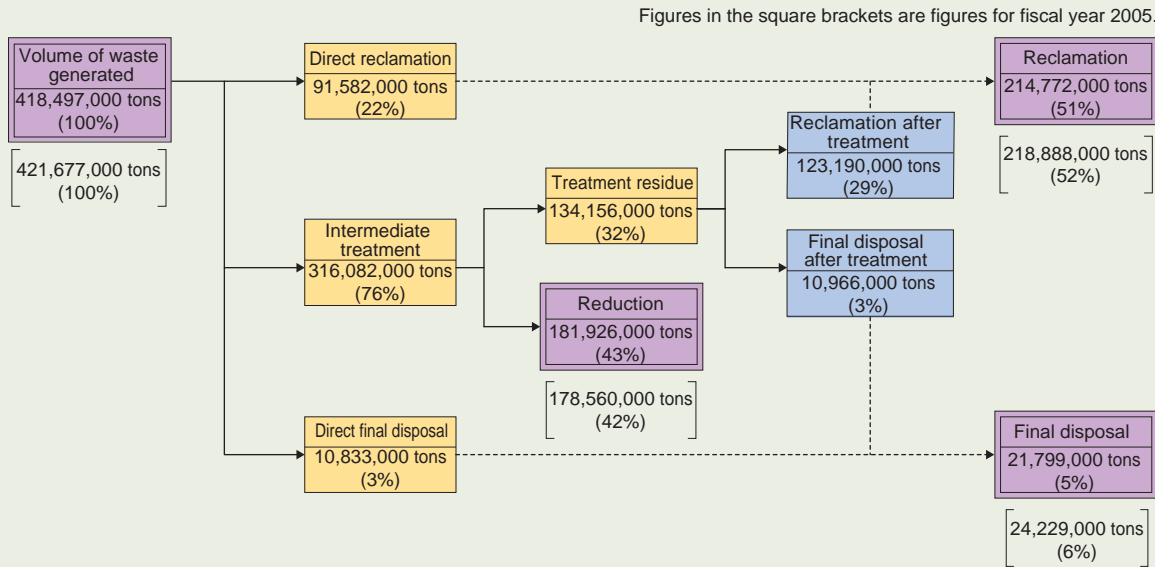 Figures in the square brackets are figures for fiscal year 2005.
Volume of waste
generated
418,497,000 tons
(100%)
421,677,000 tons
(100%)
Direct reclamation
91,582,000 tons
(22%)
Intermediate
treatment
316,082,000 tons
(76%)
Direct final disposal
10,833,000 tons
(3%)
Treatment residue
134,156,000 tons
(32%)
Reduction
181,926,000 tons
(43%)
178,560,000 tons
(42%)
Reclamation after
treatment
123,190,000 tons
(29%)
Final disposal
after treatment
10,966,000 tons
(3%)
Reclamation
214,772,000 tons
(51%)
218,888,000 tons
(52%)
Final disposal
21,799,000 tons
(5%)
24,229,000 tons
(6%)